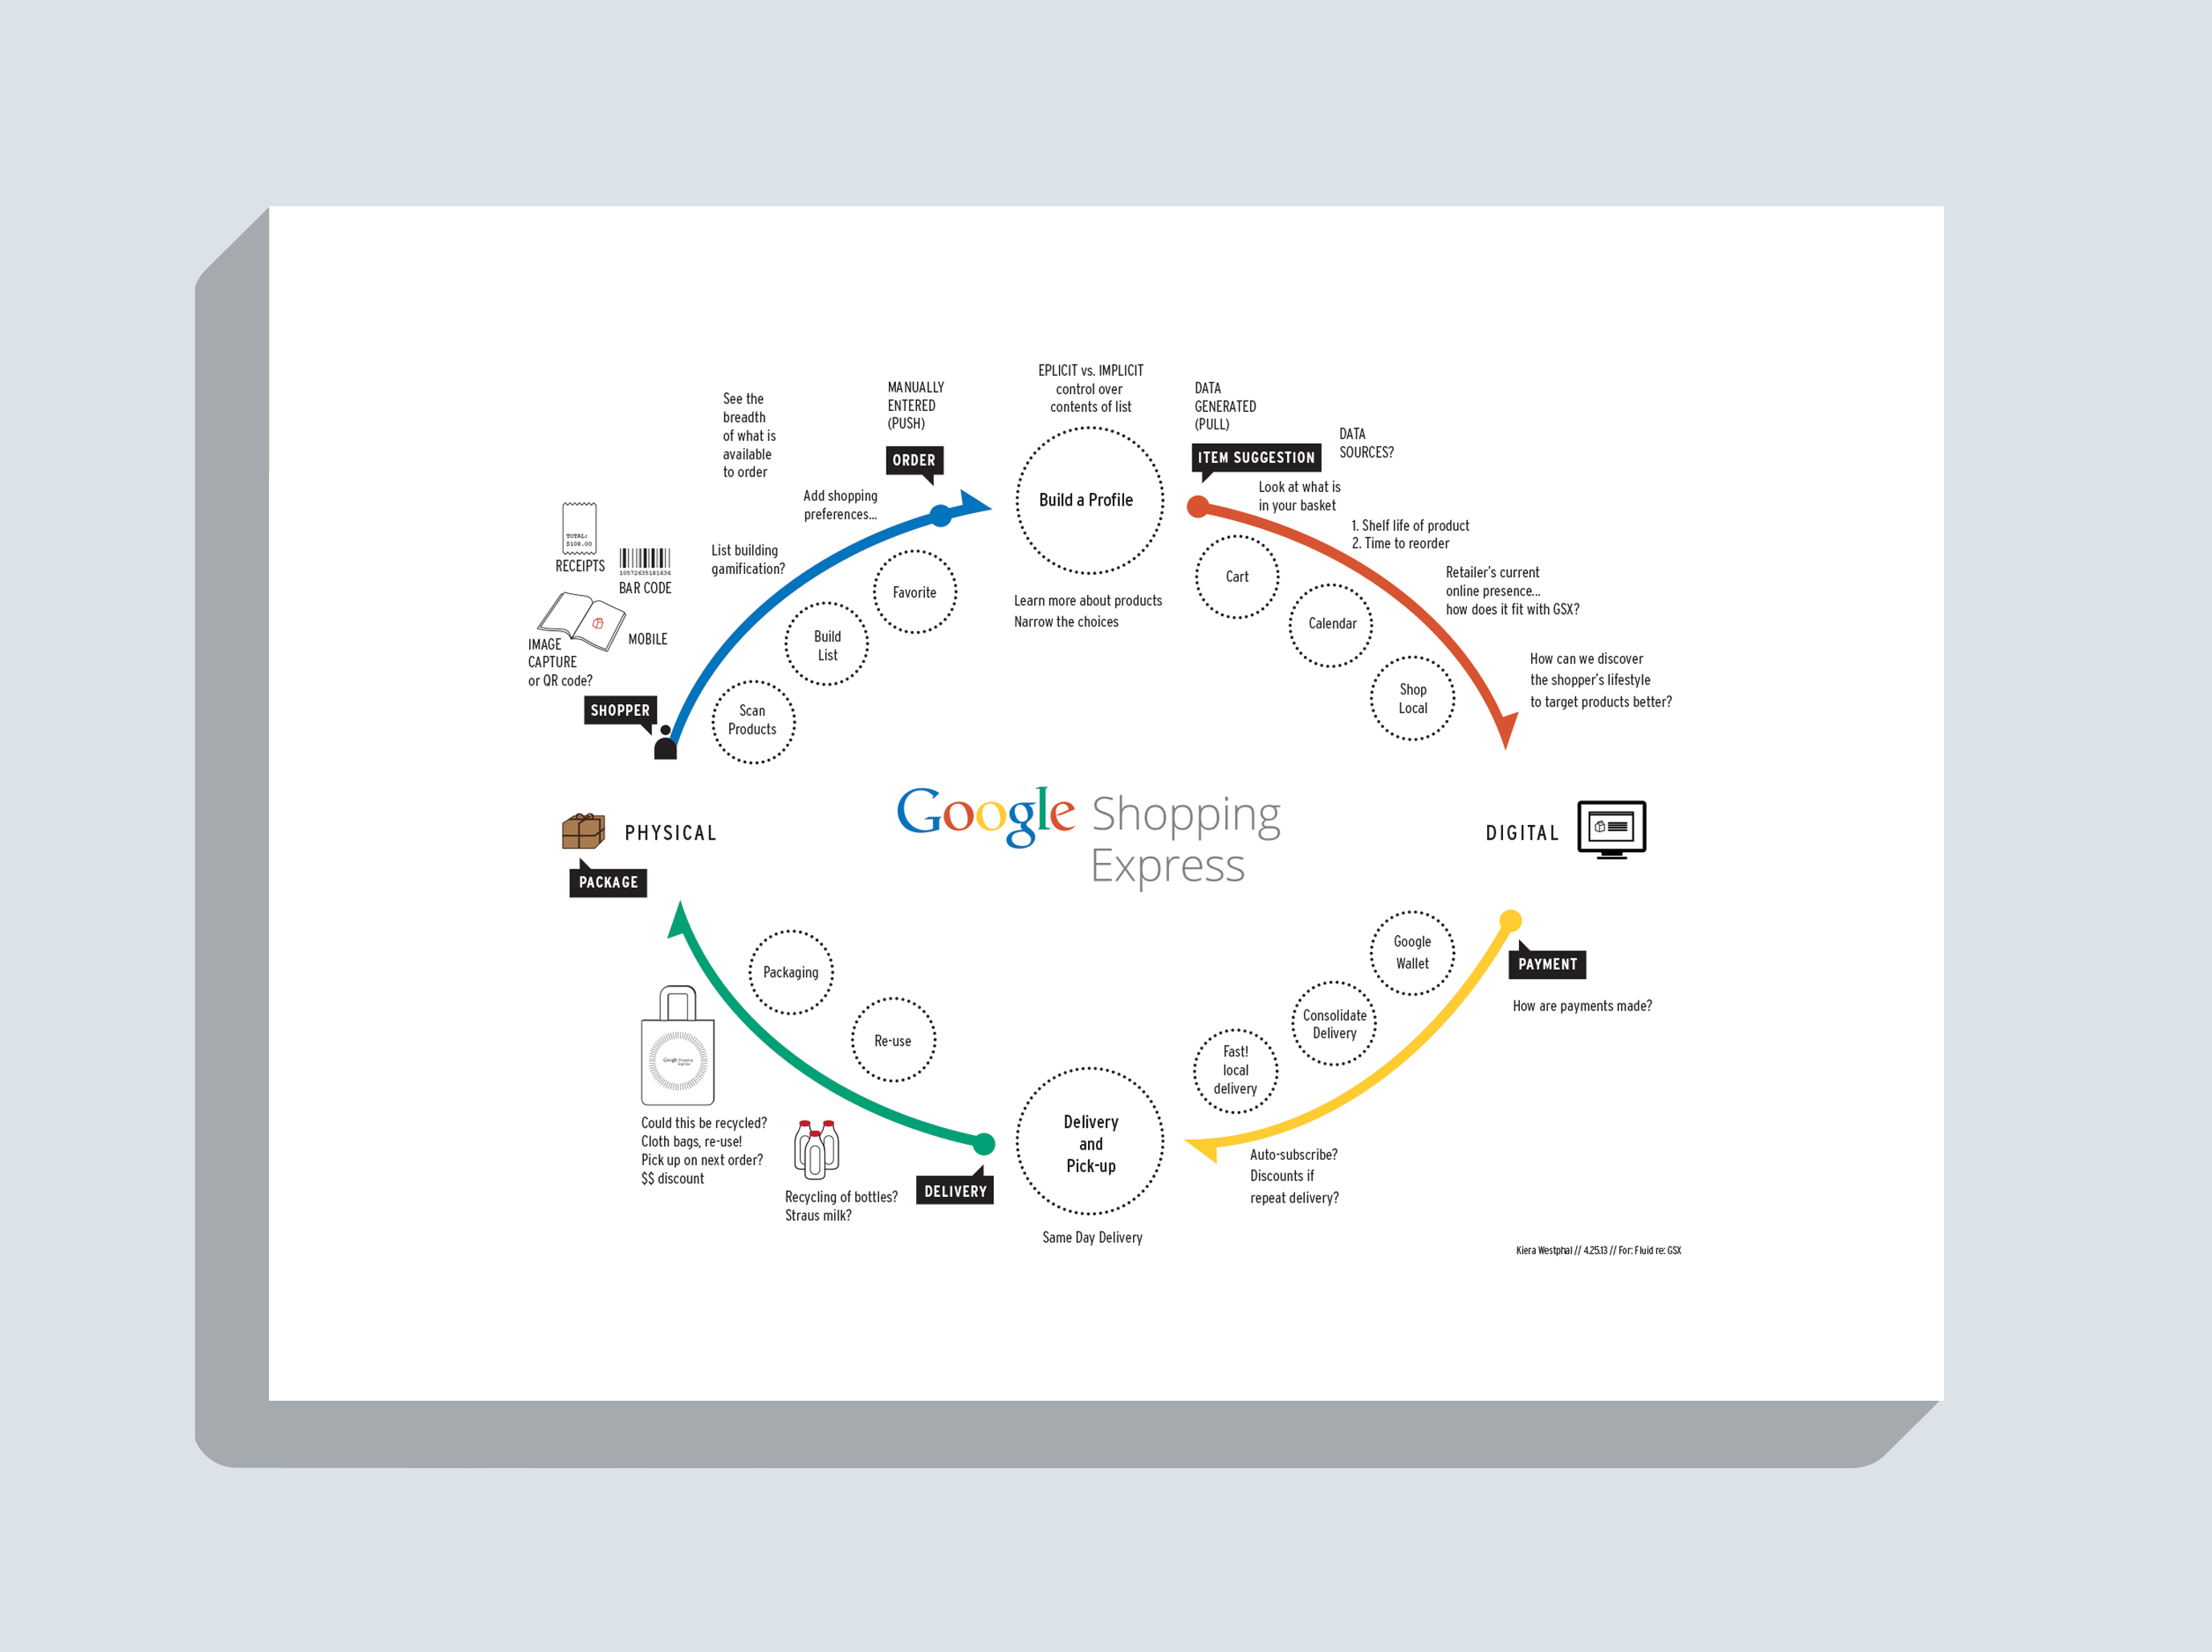 EPLICIT vs. IMPLICIT
control over
contents of list
See the
breadth
of what is
available
to order
MANUALLY
ENTERED
(PUSH)
ORDER
Add shopping
preferences...
List building
gamification?
TOTAL:
$108.00
RECEIPTS
10572635181636
BAR CODE
MOBILE
IMAGE
CAPTURE
or QR code?
SHOPPER
Scan
Products
Build
List
Favorite
Build a Profile
Learn more about products
Narrow the choices
DATA
GENERATED
(PULL)
ITEM SUGGESTION
DATA
SOURCES?
Look at what is
in your basket
1. Shelf life of product
2. Time to reorder
Retailer's current
online presence...
how does it fit with GSX?
How can we discover
the shopper's lifestyle
to target products better?
Cart
Calendar
Shop
Local
PHYSICAL
PACKAGE
Google Shopping
Express
DIGITAL
PAYMENT
How are payments made?
Google
Wallet
Consolidate
Delivery
Fast!
local
delivery
Auto-subscribe?
Discounts if
repeat delivery?
Delivery
and
Pick-up
Same Day Delivery
DELIVERY
Re-use
Packaging
Google Shopping
Express
Could this be recycled?
Cloth bags, re-use!
Pick up on next order?
$$ discount
Recycling of bottles?
Straus milk?
Kiera Westphal // 4.25.13 // For: Fluid re: GSX